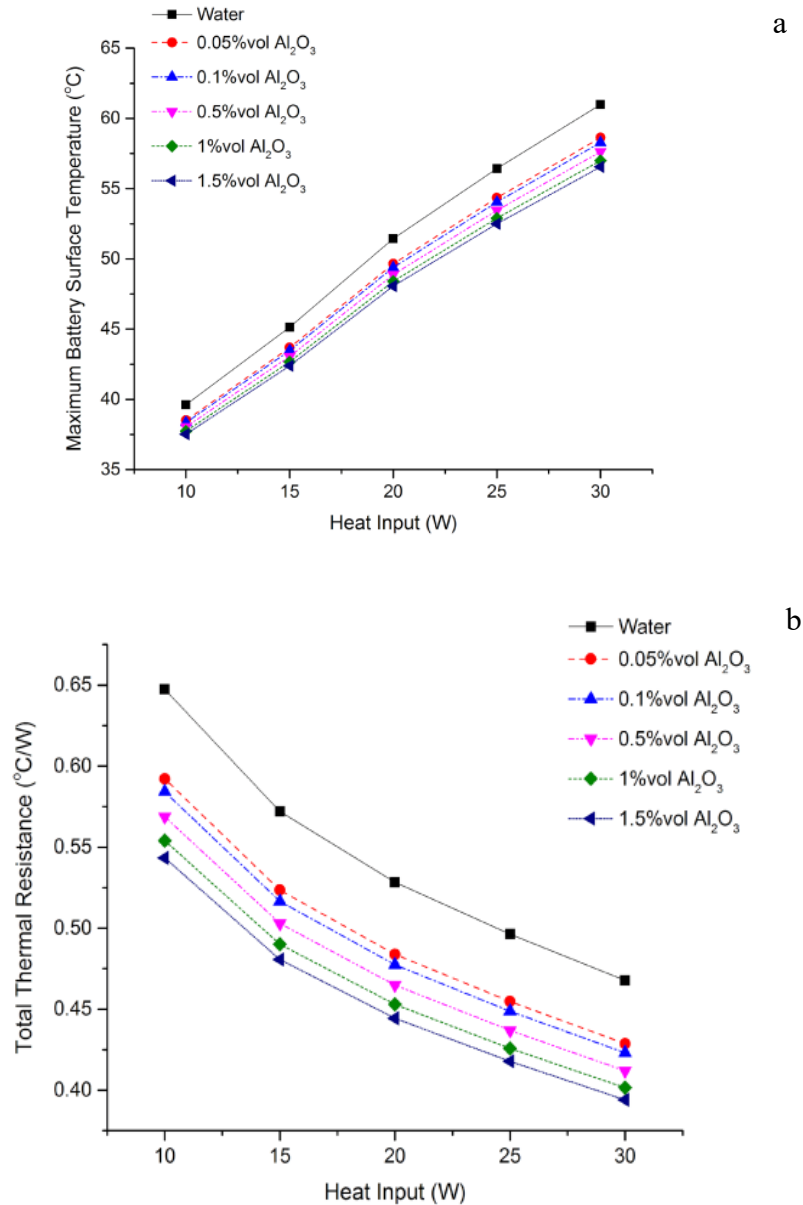 a
Water
0.05%vol Al₂O₃
0.1%vol Al₂O₃
0.5%vol Al₂O₃
1%vol Al₂O₃
1.5%vol Al₂O₃
Maximum Battery Surface Temperature (°C)
65
60
55
50
45
40
35
10 15 20 25 30
Heat Input (W)
b
Water
0.05%vol Al₂O₃
0.1%vol Al₂O₃
0.5%vol Al₂O₃
1%vol Al₂O₃
1.5%vol Al₂O₃
Total Thermal Resistance (°C/W)
0.65
0.60
0.55
0.50
0.45
0.40
10 15 20 25 30
Heat Input (W)